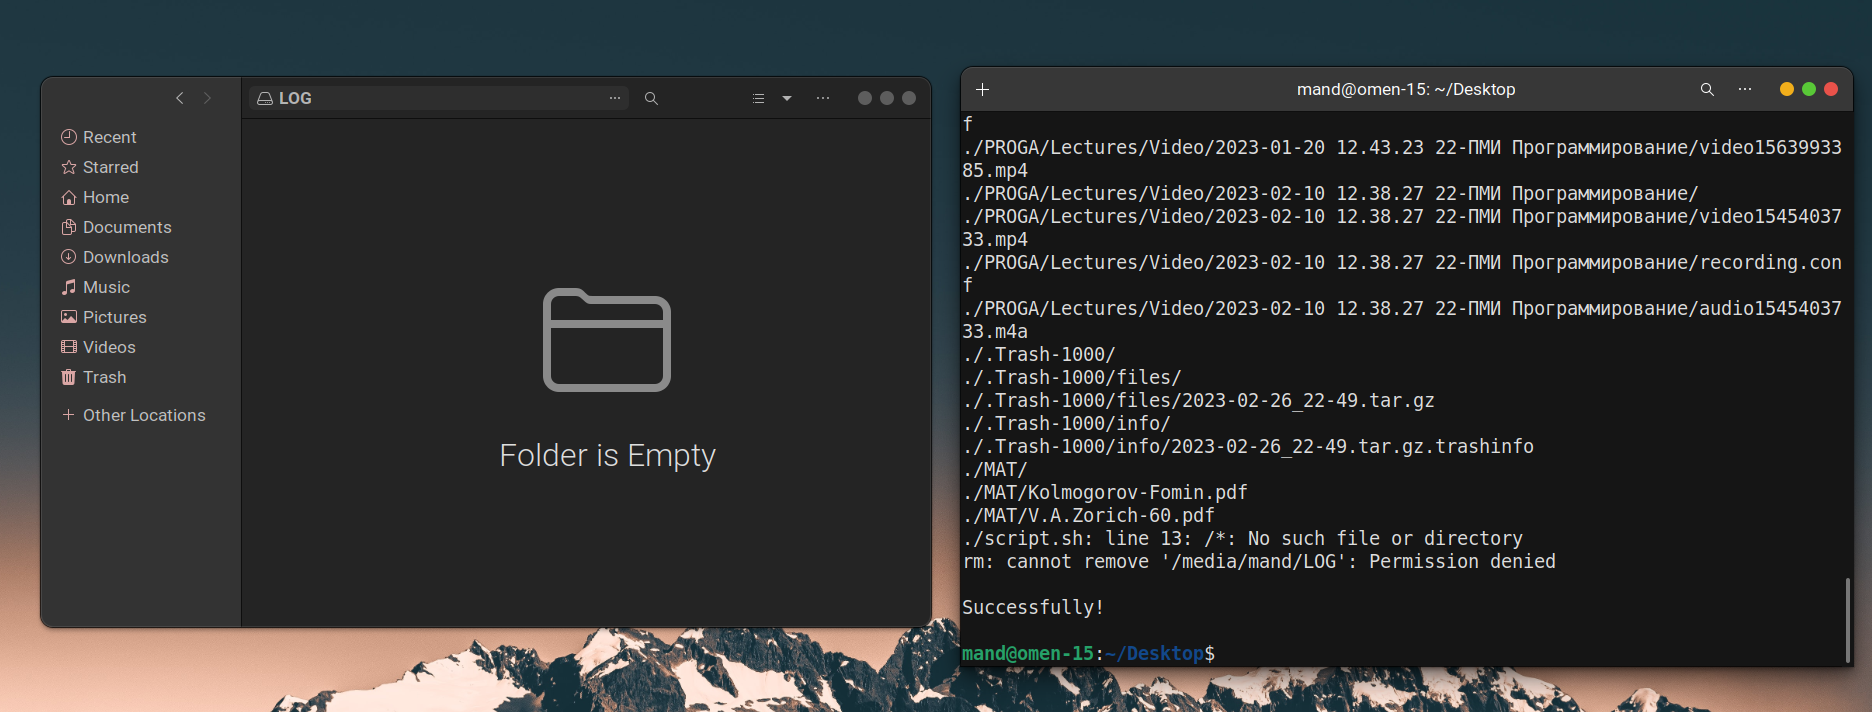 LOG
Recent
Starred
Home
Documents
Downloads
Music
Pictures
Videos
Trash
Other Locations
Folder is Empty
mand@omen-15: ~/Desktop
f
./PROGA/Lectures/Video/2023-01-20 12.43.23 22-ПМИ Программирование/video15639933
85.mp4
./PROGA/Lectures/Video/2023-02-10 12.38.27 22-ПМИ Программирование/
./PROGA/Lectures/Video/2023-02-10 12.38.27 22-ПМИ Программирование/video15454037
33.mp4
./PROGA/Lectures/Video/2023-02-10 12.38.27 22-ПМИ Программирование/recording.con
f
./PROGA/Lectures/Video/2023-02-10 12.38.27 22-ПМИ Программирование/audio15454037
33.m4a
./.Trash-1000/
./.Trash-1000/files/
./.Trash-1000/files/2023-02-26_22-49.tar.gz
./.Trash-1000/info/
./.Trash-1000/info/2023-02-26_22-49.tar.gz.trashinfo
./MAT/
./MAT/Kolmogorov-Fomin.pdf
./MAT/V.A.Zorich-60.pdf
./script.sh: line 13: /*: No such file or directory
rm: cannot remove '/media/mand/LOG': Permission denied
Successfully!
mand@omen-15:~/Desktop$